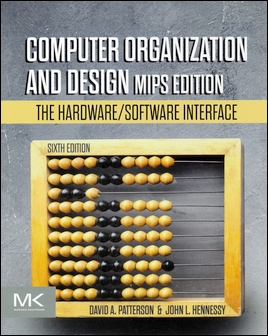 COMPUTER ORGANIZATION
AND DESIGN MIPS EDITION
THE HARDWARE/SOFTWARE INTERFACE
SIXTH EDITION
MK
DAVID A. PATTERSON & JOHN L. HENNESSY